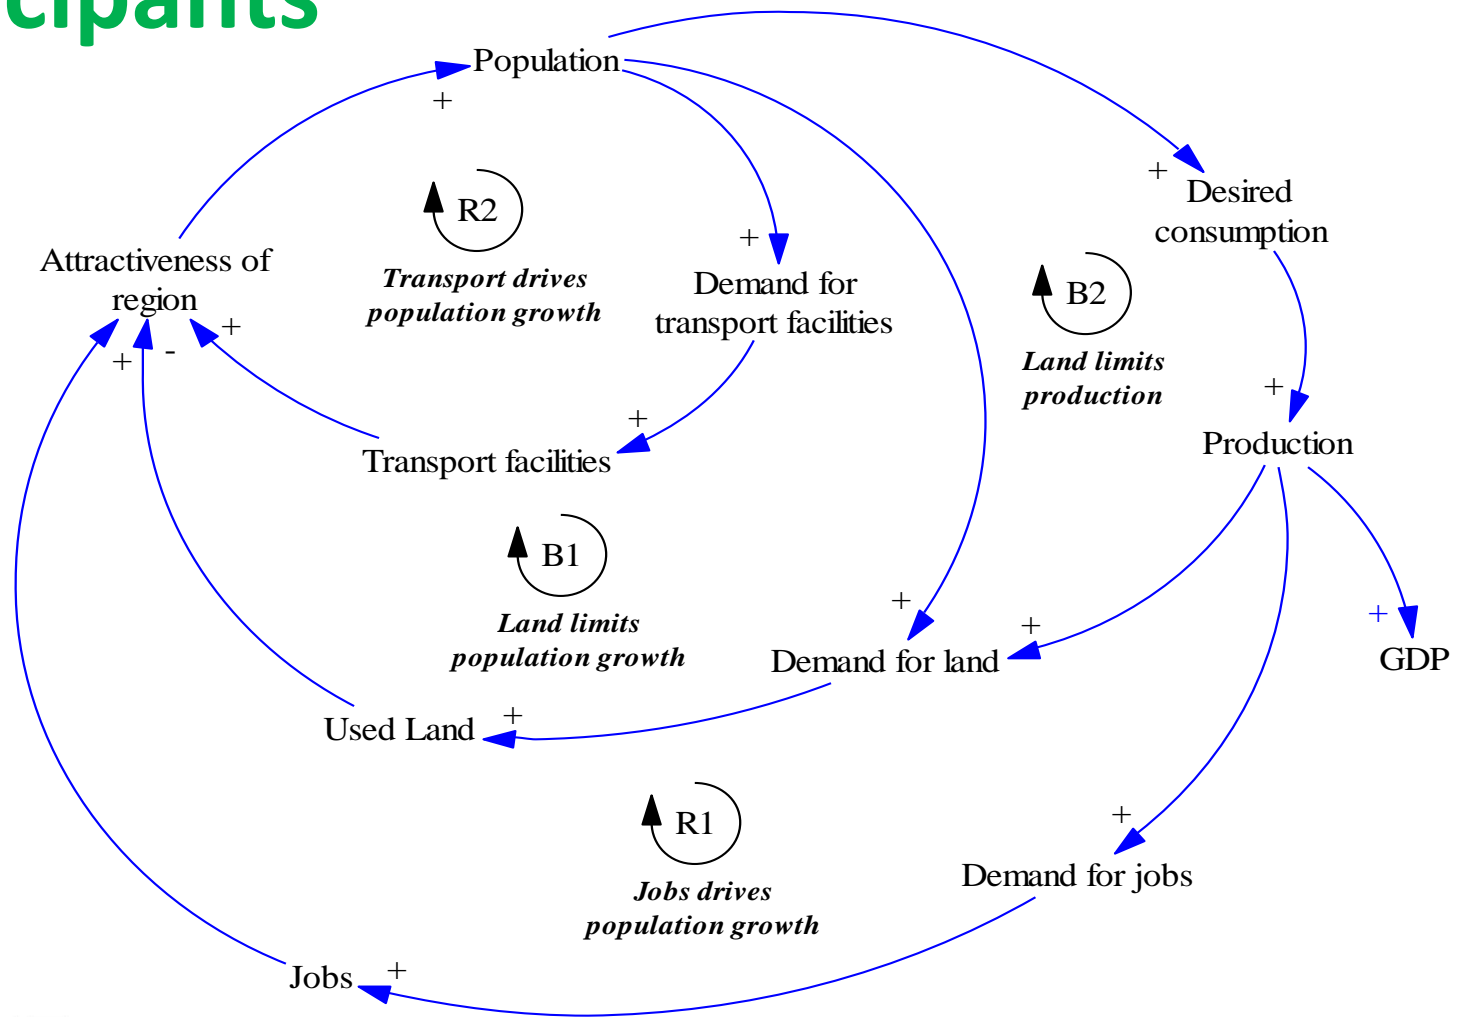 cipants
Population
+
+
Desired
consumption
R2
Transport drives
population growth
+
Demand for
transport facilities
Attractiveness of
region
+
-
+
B2
Land limits
production
+
Production
+
Transport facilities
B1
Land limits
population growth
+
+
Demand for land
+
GDP
+
Used Land
R1
Jobs drives
population growth
+
Demand for jobs
+
Jobs